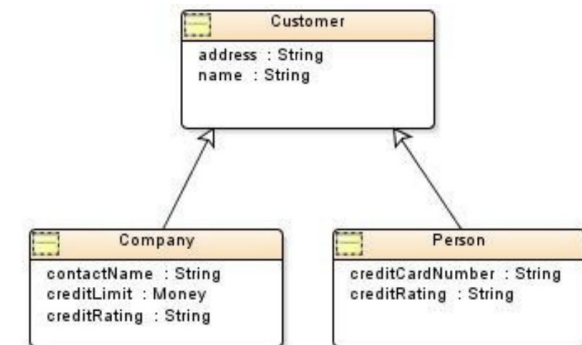 Customer
address : String
name : String
Company
contactName : String
creditLimit : Money
creditRating : String
Person
creditCardNumber : String
creditRating : String